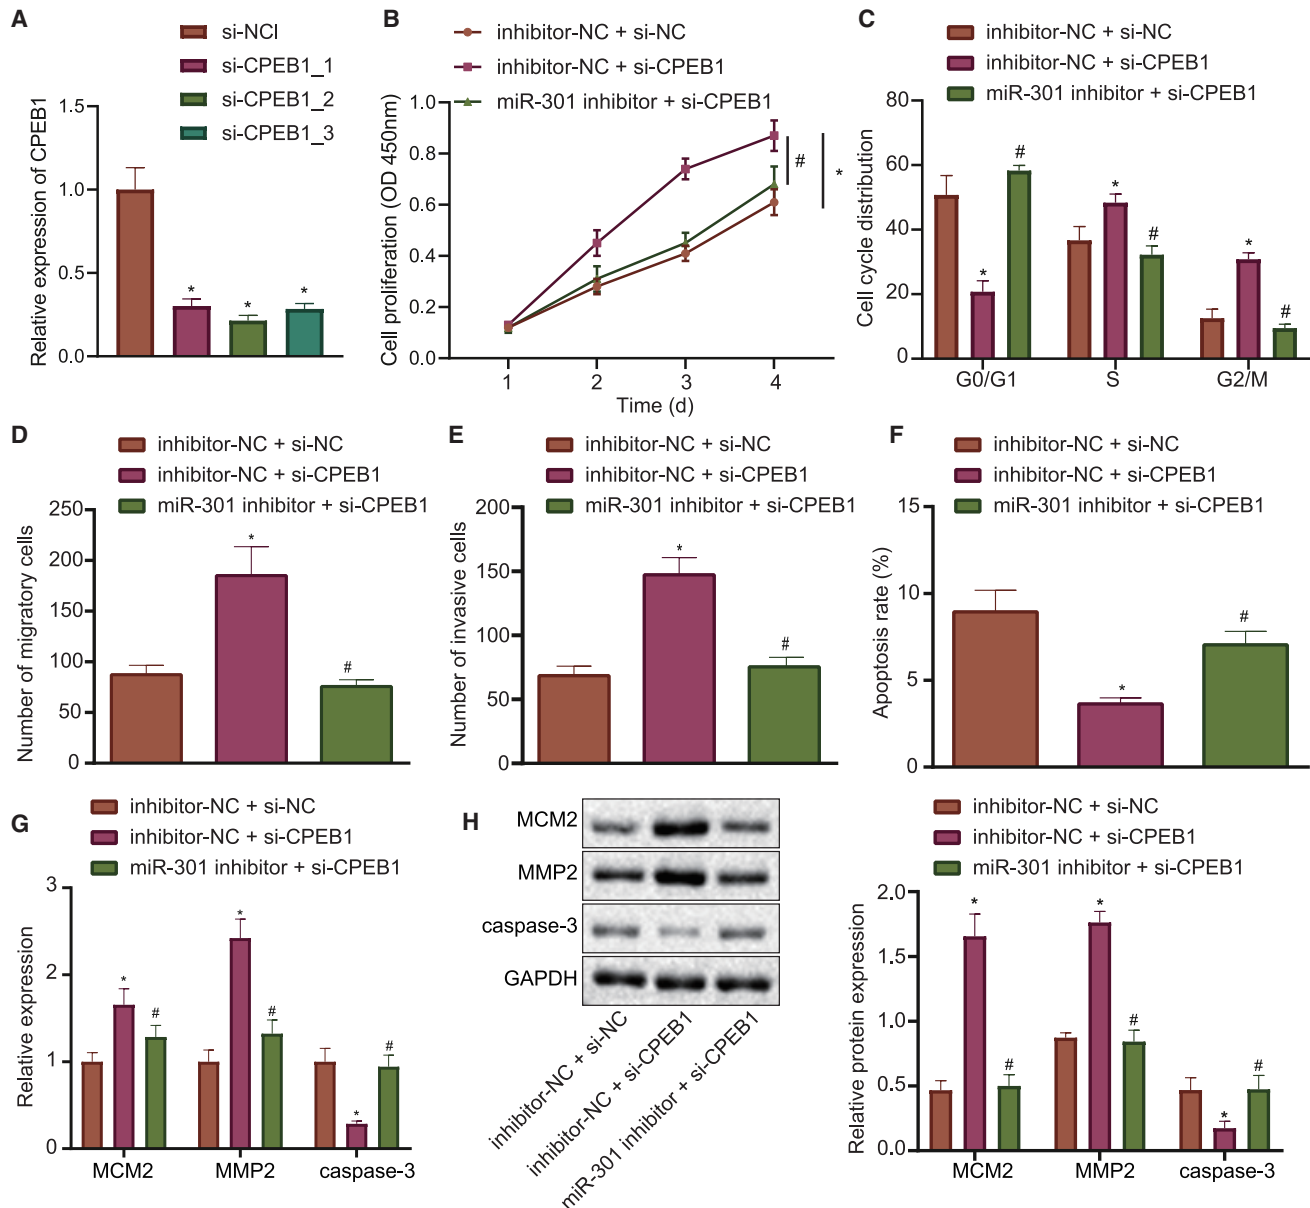 A
si-NCI
si-CPEB1_1
si-CPEB1_2
si-CPEB1_3
Relative expression of CPEB1
1.5
1.0
0.5
0.0
*
*
*
B
inhibitor-NC + si-NC
inhibitor-NC + si-CPEB1
miR-301 inhibitor + si-CPEB1
Cell proliferation (OD 450nm)
1.0
0.8
0.6
0.4
0.2
0.0
#
*
1
2
3
4
Time (d)
C
inhibitor-NC + si-NC
inhibitor-NC + si-CPEB1
miR-301 inhibitor + si-CPEB1
Cell cycle distribution
80
60
40
20
0
*
#
*
#
*
#
G0/G1
S
G2/M
D
inhibitor-NC + si-NC
inhibitor-NC + si-CPEB1
miR-301 inhibitor + si-CPEB1
Number of migratory cells
250
200
150
100
50
0
*
#
E
inhibitor-NC + si-NC
inhibitor-NC + si-CPEB1
miR-301 inhibitor + si-CPEB1
Number of invasive cells
200
150
100
50
0
*
#
F
inhibitor-NC + si-NC
inhibitor-NC + si-CPEB1
miR-301 inhibitor + si-CPEB1
Apoptosis rate (%)
15
10
5
0
*
#
G
inhibitor-NC + si-NC
inhibitor-NC + si-CPEB1
miR-301 inhibitor + si-CPEB1
Relative expression
3
2
1
0
*
#
*
#
*
#
MCM2
MMP2
caspase-3
H
MCM2
MMP2
caspase-3
GAPDH
inhibitor-NC + si-NC
inhibitor-NC + si-CPEB1
miR-301 inhibitor + si-CPEB1
inhibitor-NC + si-NC
inhibitor-NC + si-CPEB1
miR-301 inhibitor + si-CPEB1
Relative protein expression
2.0
1.5
1.0
0.5
0.0
*
#
*
#
*
#
MCM2
MMP2
caspase-3